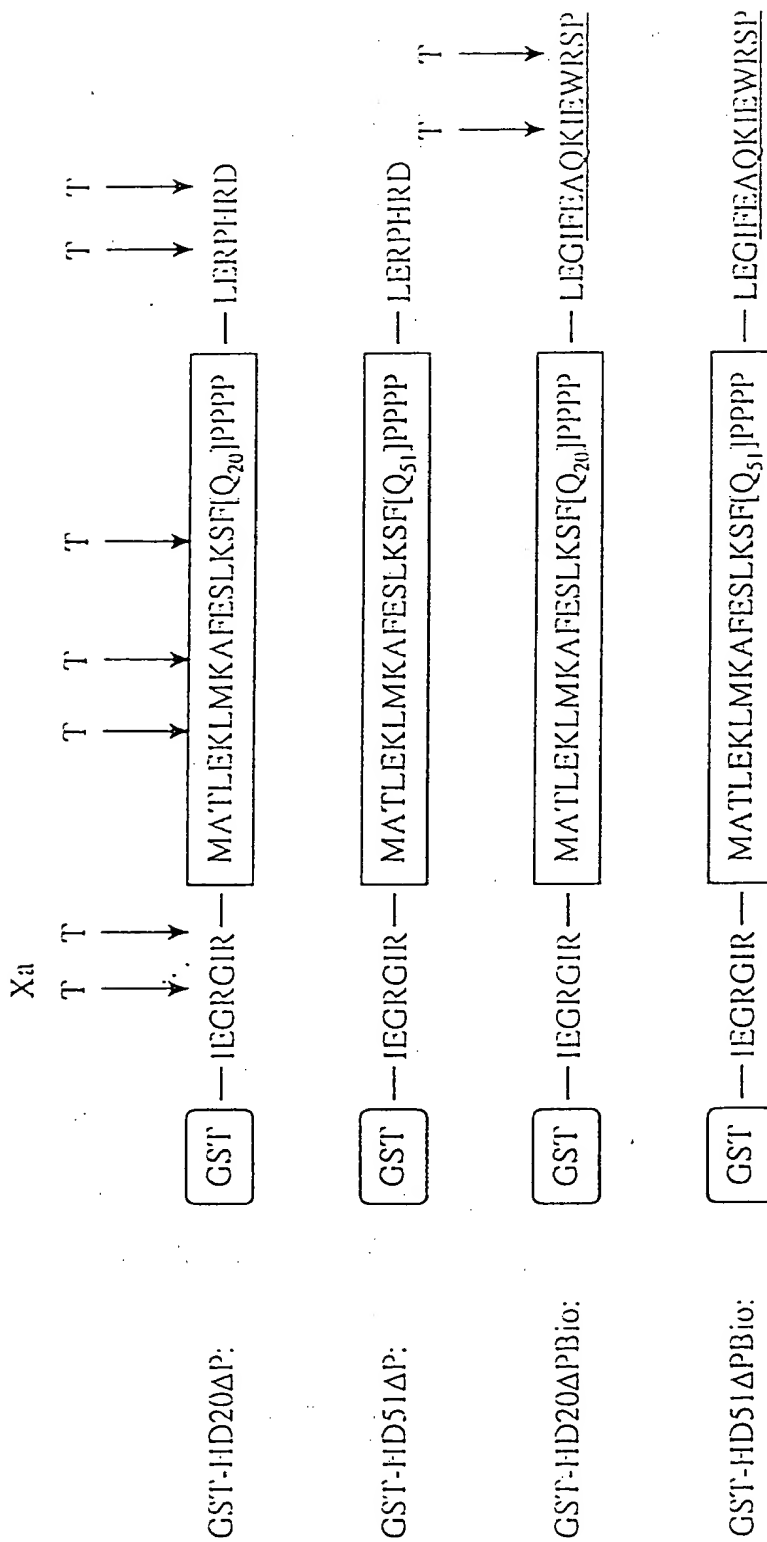 Xa
T T T T T T T
GST-HD20ΔP: GST — IEGRGIR — MATLEKLMKAFESLKSF[Q20]PPPP — LERPHRD
GST-HD51ΔP: GST — IEGRGIR — MATLEKLMKAFESLKSF[Q51]PPPP — LERPHRD
T T
GST-HD20ΔPBio: GST — IEGRGIR — MATLEKLMKAFESLKSF[Q20]PPPP — LEGIFEAQKIEWRSP
GST-HD51ΔPBio: GST — IEGRGIR — MATLEKLMKAFESLKSF[Q51]PPPP — LEGIFEAQKIEWRSP